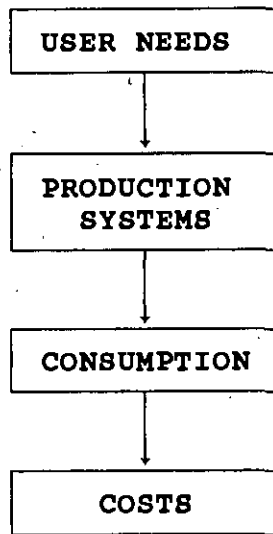 USER NEEDS
PRODUCTION
SYSTEMS
CONSUMPTION
COSTS